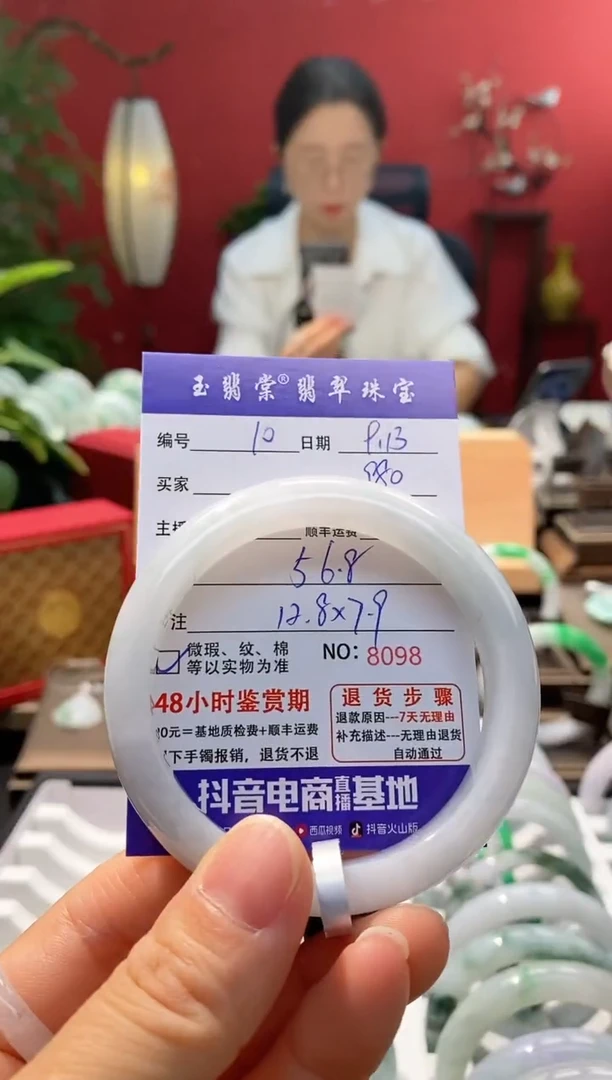 玉翡棠® 翡翠珠宝
编号 10 日期 9.13
买家 980
主播 顺丰运费
56.8
注 12.8×7.9
微瑕、纹、棉
等以实物为准
NO: 8098
48小时鉴赏期
0元=基地质检费+顺丰运费
下手镯报销，退货不退
退货步骤
退款原因---7天无理由
补充描述---无理由退货
自动通过
抖音电商直播基地
西瓜视频 抖音火山版